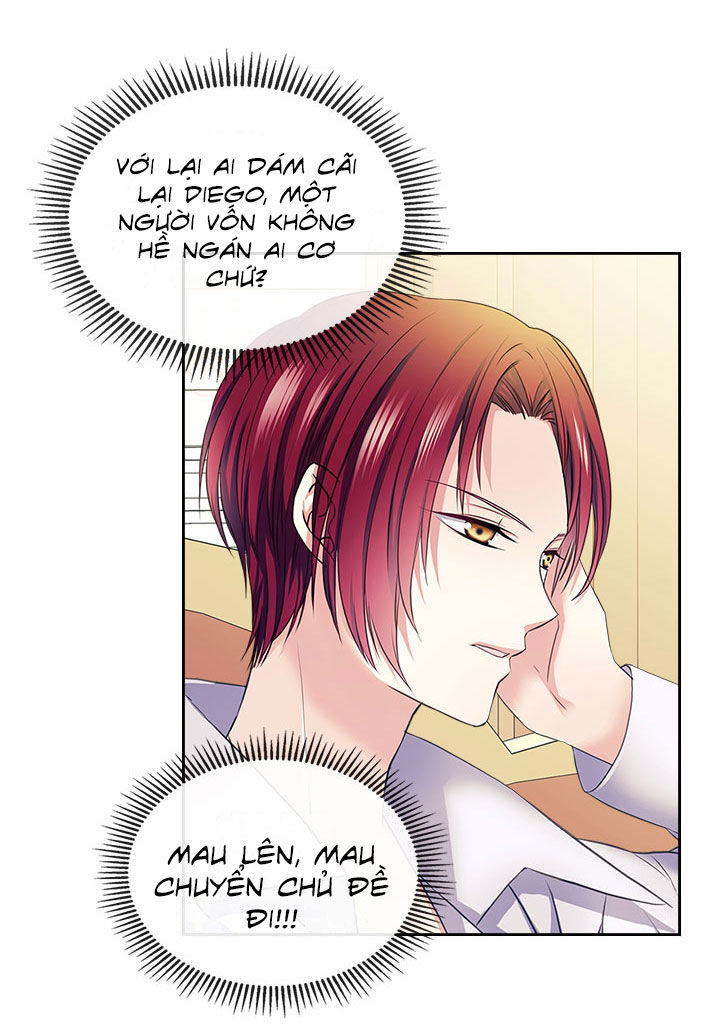 VỚI LẠI AI DÁM CÃI
LẠI DIEGO, MỘT
NGƯỜI VỐN KHÔNG
HỀ NGÁN AI CƠ
CHỨ?
MAU LÊN, MAU
CHUYỂN CHỦ ĐỀ
ĐI!!!